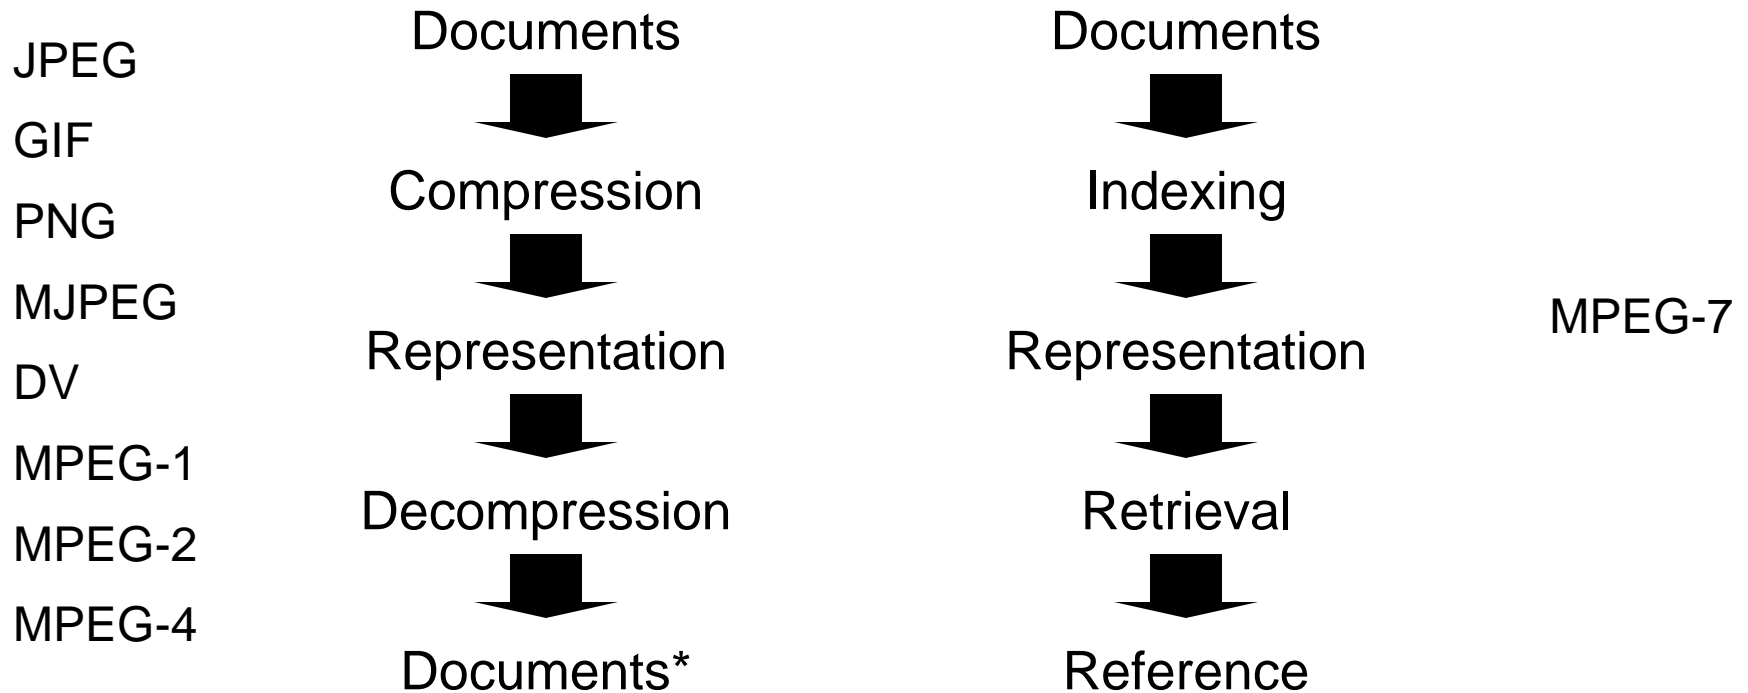 JPEG
GIF
PNG
MJPEG
DV
MPEG-1
MPEG-2
MPEG-4
Documents
Compression
Representation
Decompression
Documents*
Documents
Indexing
Representation
Retrieval
Reference
MPEG-7